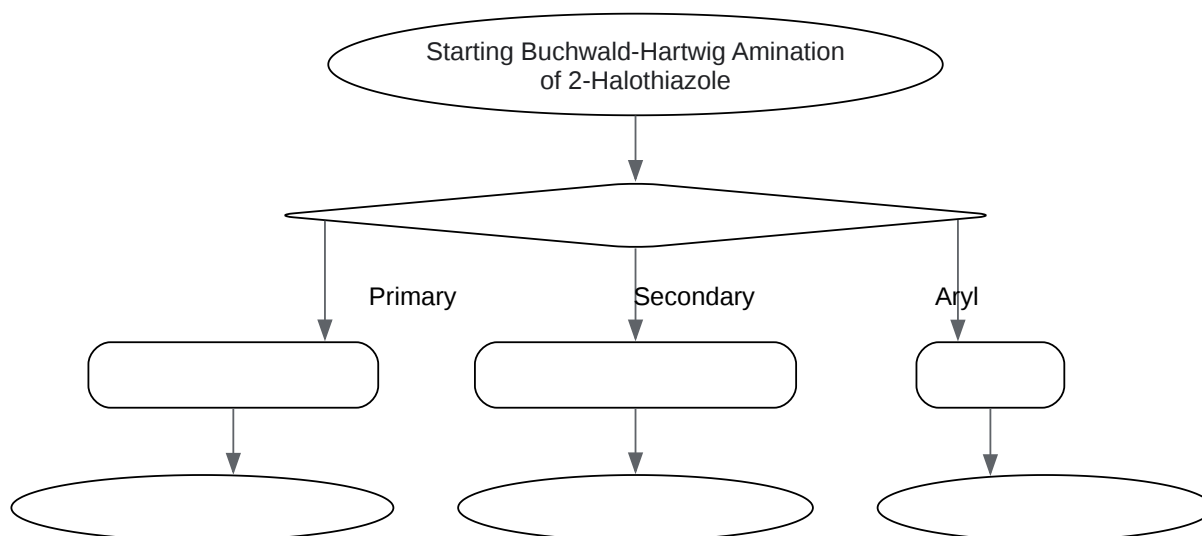 Starting Buchwald-Hartwig Amination
of 2-Halothiazole
Primary
Secondary
Aryl